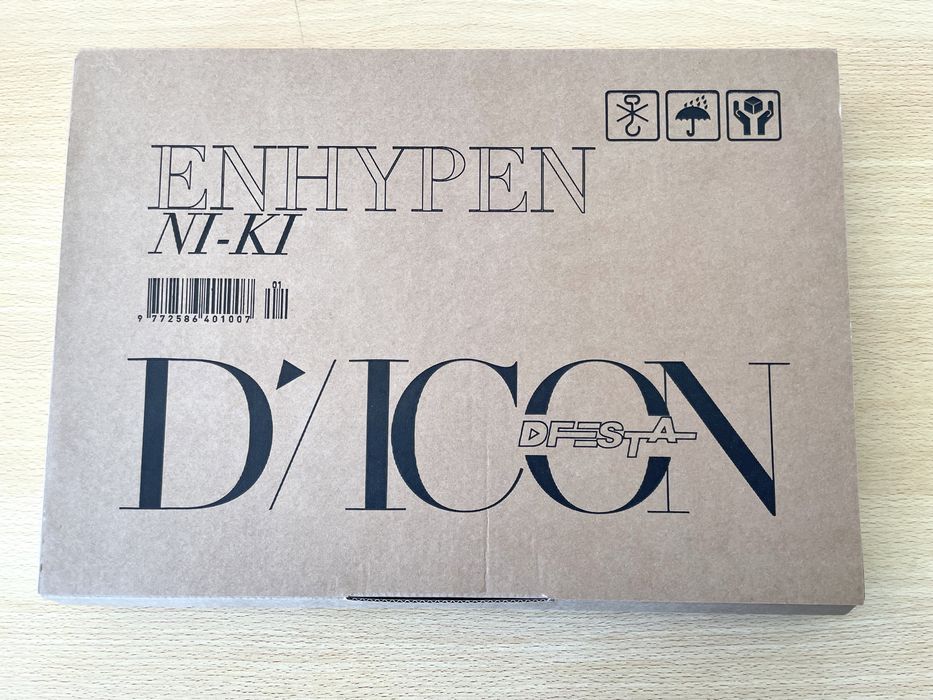 ENHYPEN
NI-KI
01
9 772586 401007
D'/ICON
DFESTA